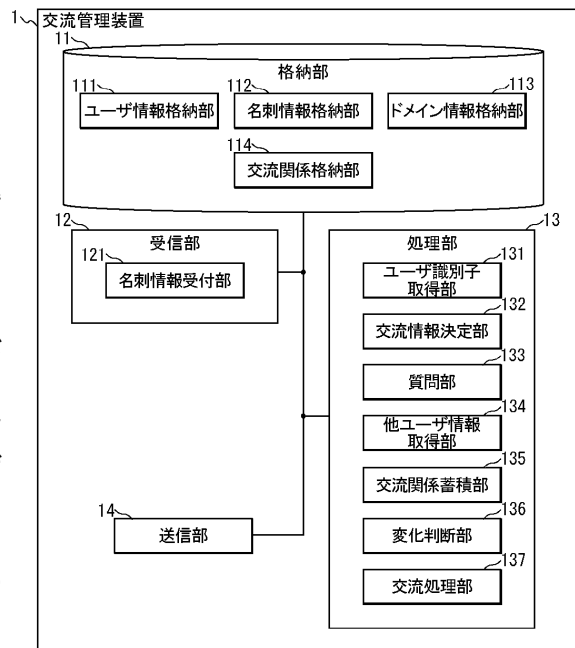 1
交流管理装置
11
格納部
111
ユーザ情報格納部
112
名刺情報格納部
113
ドメイン情報格納部
114
交流関係格納部
12
受信部
121
名刺情報受付部
13
処理部
131
ユーザ識別子
取得部
132
交流情報決定部
133
質問部
134
他ユーザ情報
取得部
135
交流関係蓄積部
136
変化判断部
137
交流処理部
14
送信部